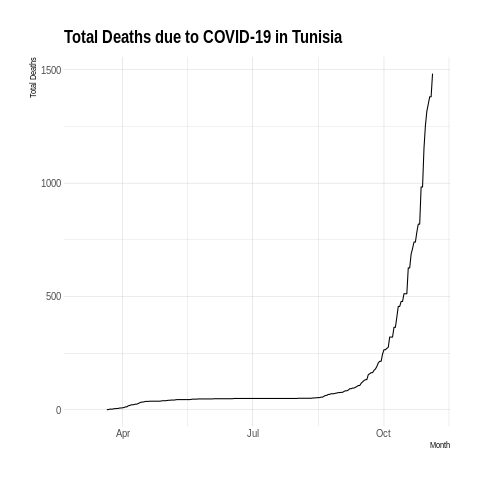 Total Deaths due to COVID-19 in Tunisia
Total Deaths
1500
1000
500
0
Apr
Jul
Oct
Month